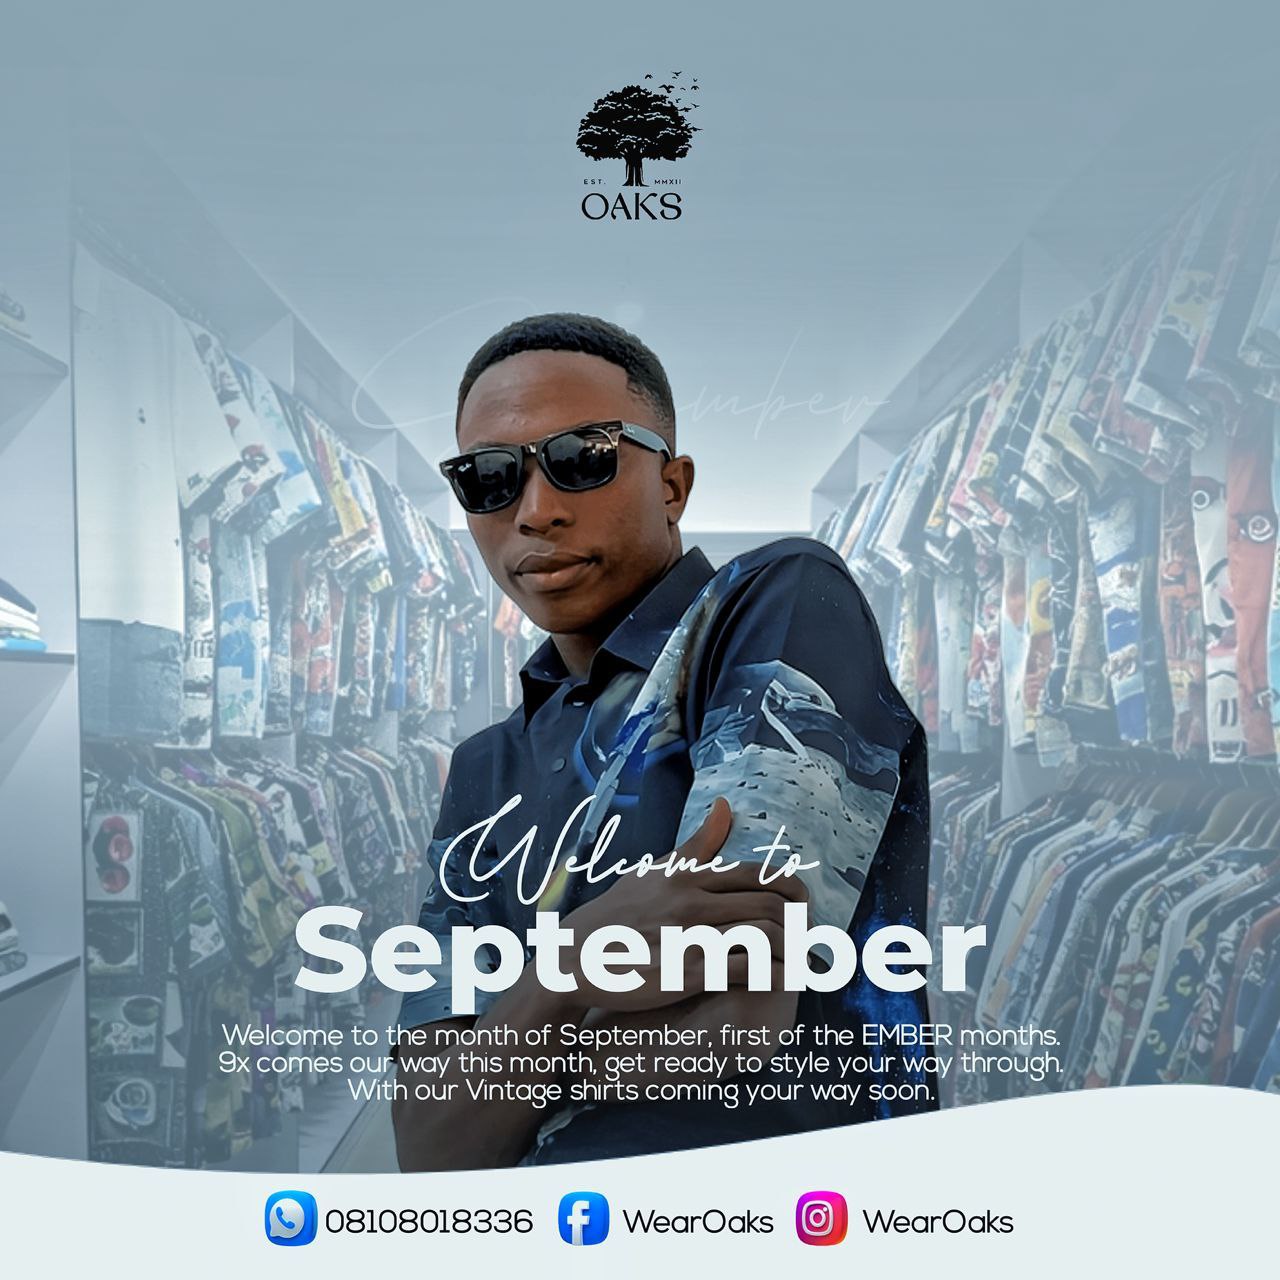 EST. MMXII
OAKS
Ray-Ban
Welcome to
September
Welcome to the month of September, first of the EMBER months.
9x comes our way this month, get ready to style your way through.
With our Vintage shirts coming your way soon.
08108018336 WearOaks WearOaks